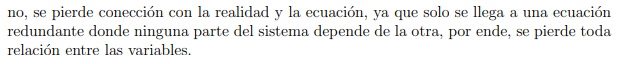 no, se pierde conección con la realidad y la ecuación, ya que solo se llega a una ecuación
redundante donde ninguna parte del sistema depende de la otra, por ende, se pierde toda
relación entre las variables.